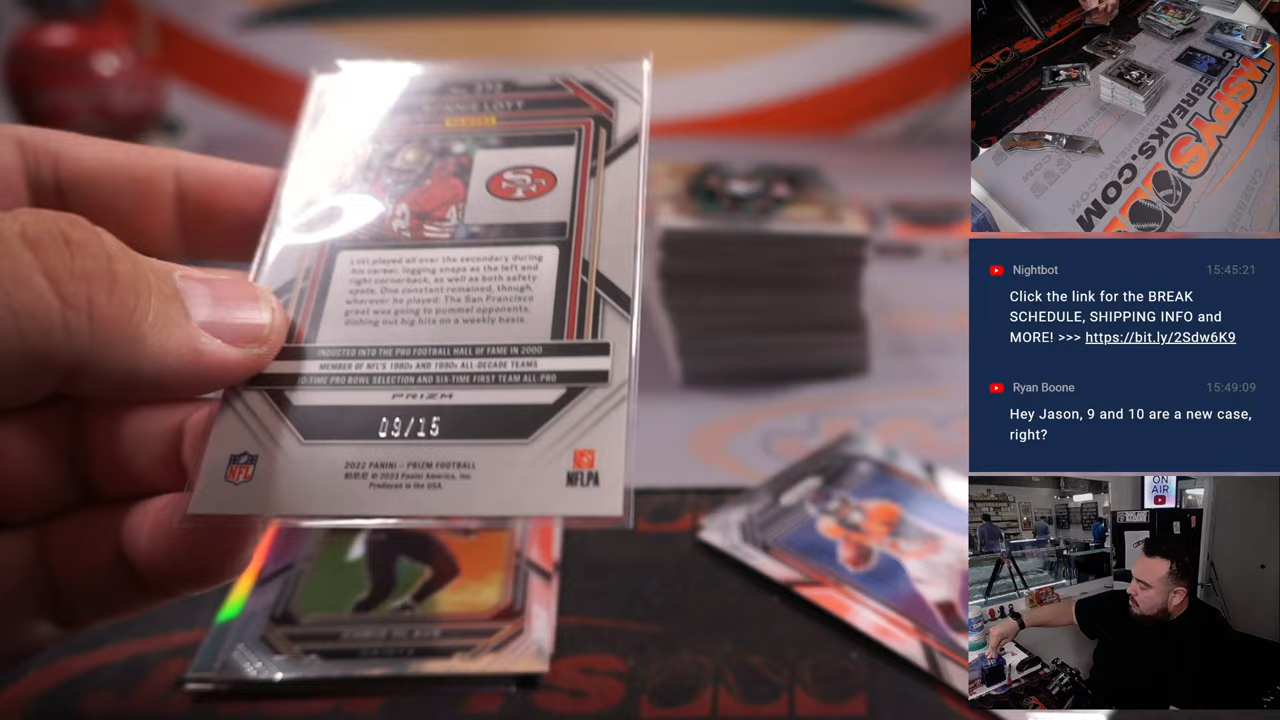 RONNIE LOTT
PANINI
SF
Lott played all over the secondary during
his career, logging snaps as the left and
right cornerback, as well as both safety
spots. One constant remained, though,
wherever he played: The San Francisco
great was going to pummel opponents,
dishing out big hits on a weekly basis.
INDUCTED INTO THE PRO FOOTBALL HALL OF FAME IN 2000
MEMBER OF NFL'S 1980s AND 1990s ALL-DECADE TEAMS
10-TIME PRO BOWL SELECTION AND SIX-TIME FIRST TEAM ALL-PRO
PRIZM
09/15
2022 PANINI – PRIZM FOOTBALL
© 2023 Panini America, Inc.
Produced in the USA.
NFL
NFLPA
JASPYS
CASEBREAKS.COM
Nightbot 15:45:21
Click the link for the BREAK
SCHEDULE, SHIPPING INFO and
MORE! >>> https://bit.ly/2Sdw6K9
Ryan Boone 15:49:09
Hey Jason, 9 and 10 are a new case,
right?
ON
AIR